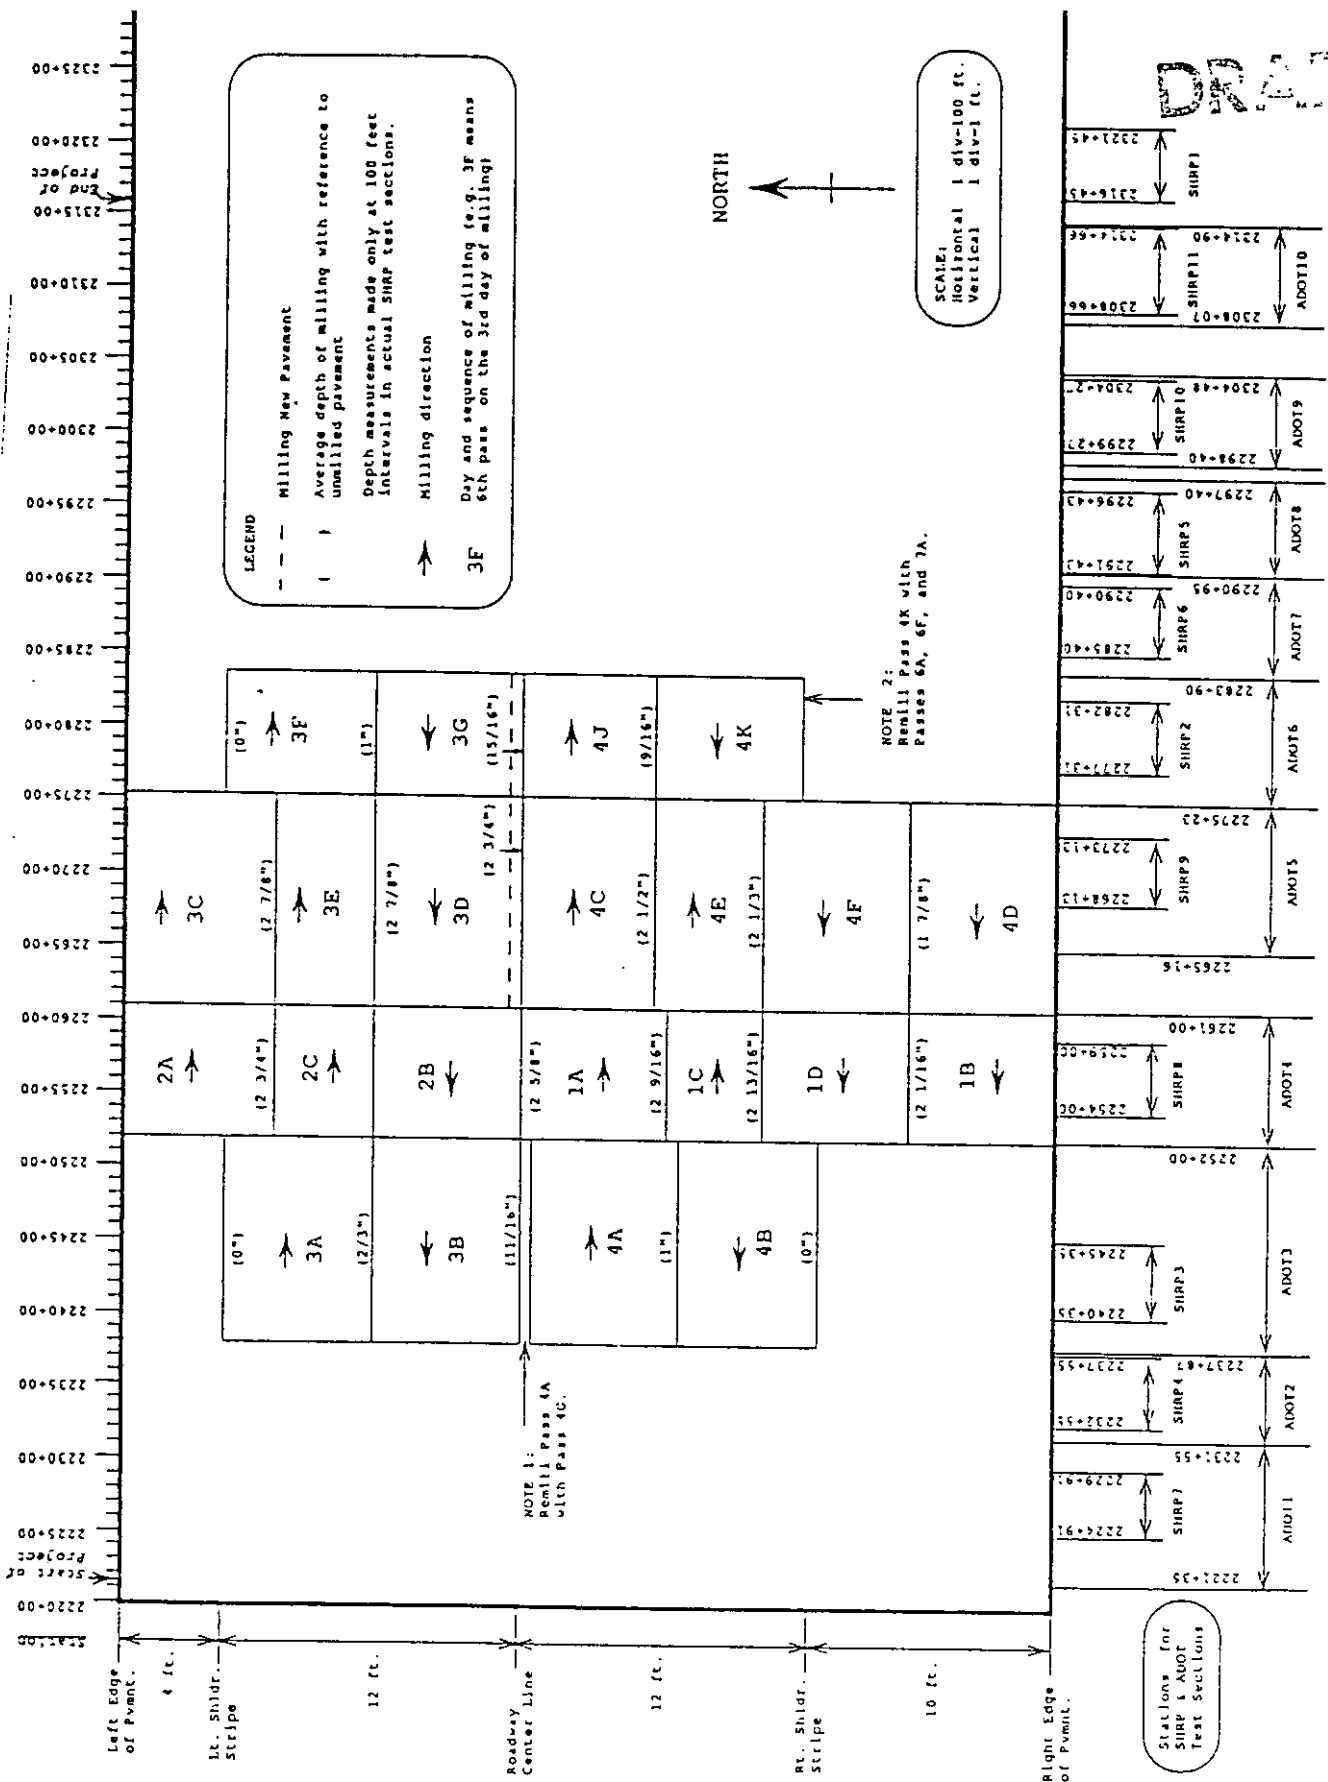 DRA
Station
2220+00
2225+00
2230+00
2235+00
2240+00
2245+00
2250+00
2255+00
2260+00
2265+00
2270+00
2275+00
2280+00
2285+00
2290+00
2295+00
2300+00
2305+00
2310+00
2315+00
2320+00
2325+00
Start of
Project
End of
Project
Left Edge
of Pvmnt.
4 ft.
Lt. Shldr.
Stripe
12 ft.
Roadway
Center Line
12 ft.
Rt. Shldr.
Stripe
10 ft.
Right Edge
of Pvmnt.
LEGEND
Milling New Pavement
( ) Average depth of milling with reference to
unmilled pavement
Depth measurements made only at 100 feet
intervals in actual SHRP test sections.
Milling direction
3F Day and sequence of milling (e.g. 3F means
6th pass on the 3rd day of milling)
NORTH
SCALE:
Horizontal 1 div-100 ft.
Vertical 1 div-1 ft.
NOTE 1:
Remill Pass 4A
with Pass 4G.
NOTE 2:
Remill Pass 4K with
Passes 6A, 6F, and 7A.
(0")
3A
(2/3")
3B
(11/16")
4A
(1")
4B
(0")
2A
(2 3/4")
2C
2B
(2 5/8")
1A
(2 9/16")
1C
(2 13/16")
1D
(2 1/16")
1B
3C
(2 7/8")
3E
(2 7/8")
3D
(2 3/4")
4C
(2 1/2")
4E
(2 1/3")
4F
(1 7/8")
4D
(0")
3F
(1")
3G
(15/16")
4J
(9/16")
4K
Stations for
SHRP & ADOT
Test Sections
2224+91
2229+91
SHRP7
2232+55
2237+55
SHRP4
2240+35
2245+35
SHRP3
2254+00
2259+00
SHRP8
2268+13
2273+13
SHRP9
2277+31
2282+31
SHRP2
2285+40
2290+40
SHRP6
2291+43
2296+43
SHRP5
2299+27
2304+27
SHRP10
2308+66
2314+66
SHRP11
2316+45
2321+45
SHRP1
2221+35
2231+55
ADOT1
2237+87
ADOT2
ADOT3
2252+00
ADOT4
2261+00
2265+16
ADOT5
2275+23
ADOT6
2283+90
ADOT7
2290+95
ADOT8
2297+40
2298+40
ADOT9
2304+48
2308+07
ADOT10
2314+90